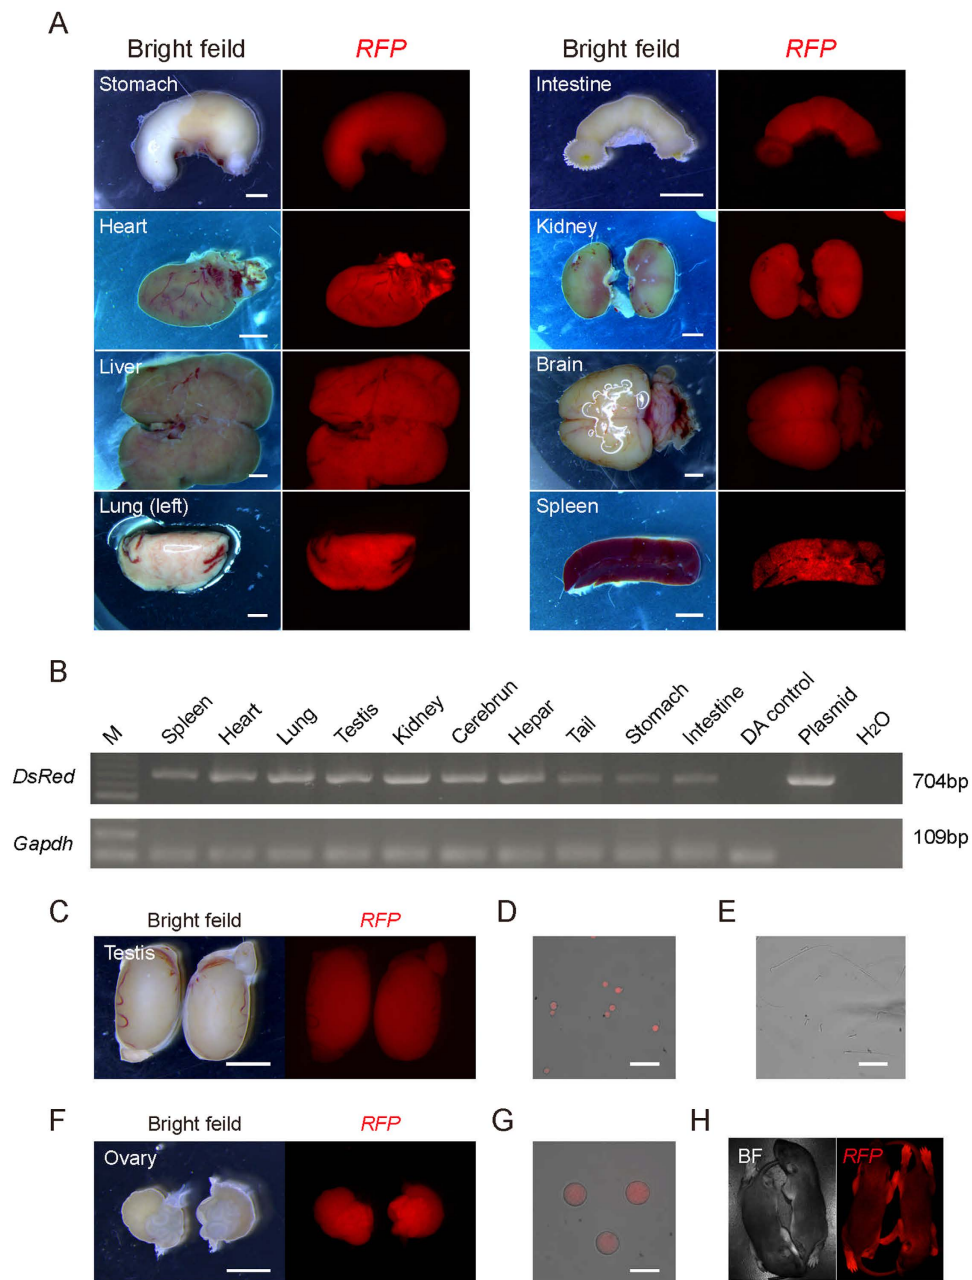 A
Bright feild RFP Bright feild RFP
Stomach Intestine
Heart Kidney
Liver Brain
Lung (left) Spleen
B
M Spleen Heart Lung Testis Kidney Cerebrun Hepar Tail Stomach Intestine DA control Plasmid H2O
DsRed 704bp
Gapdh 109bp
C Bright feild RFP D E
Testis
F Bright feild RFP G H
Ovary BF RFP